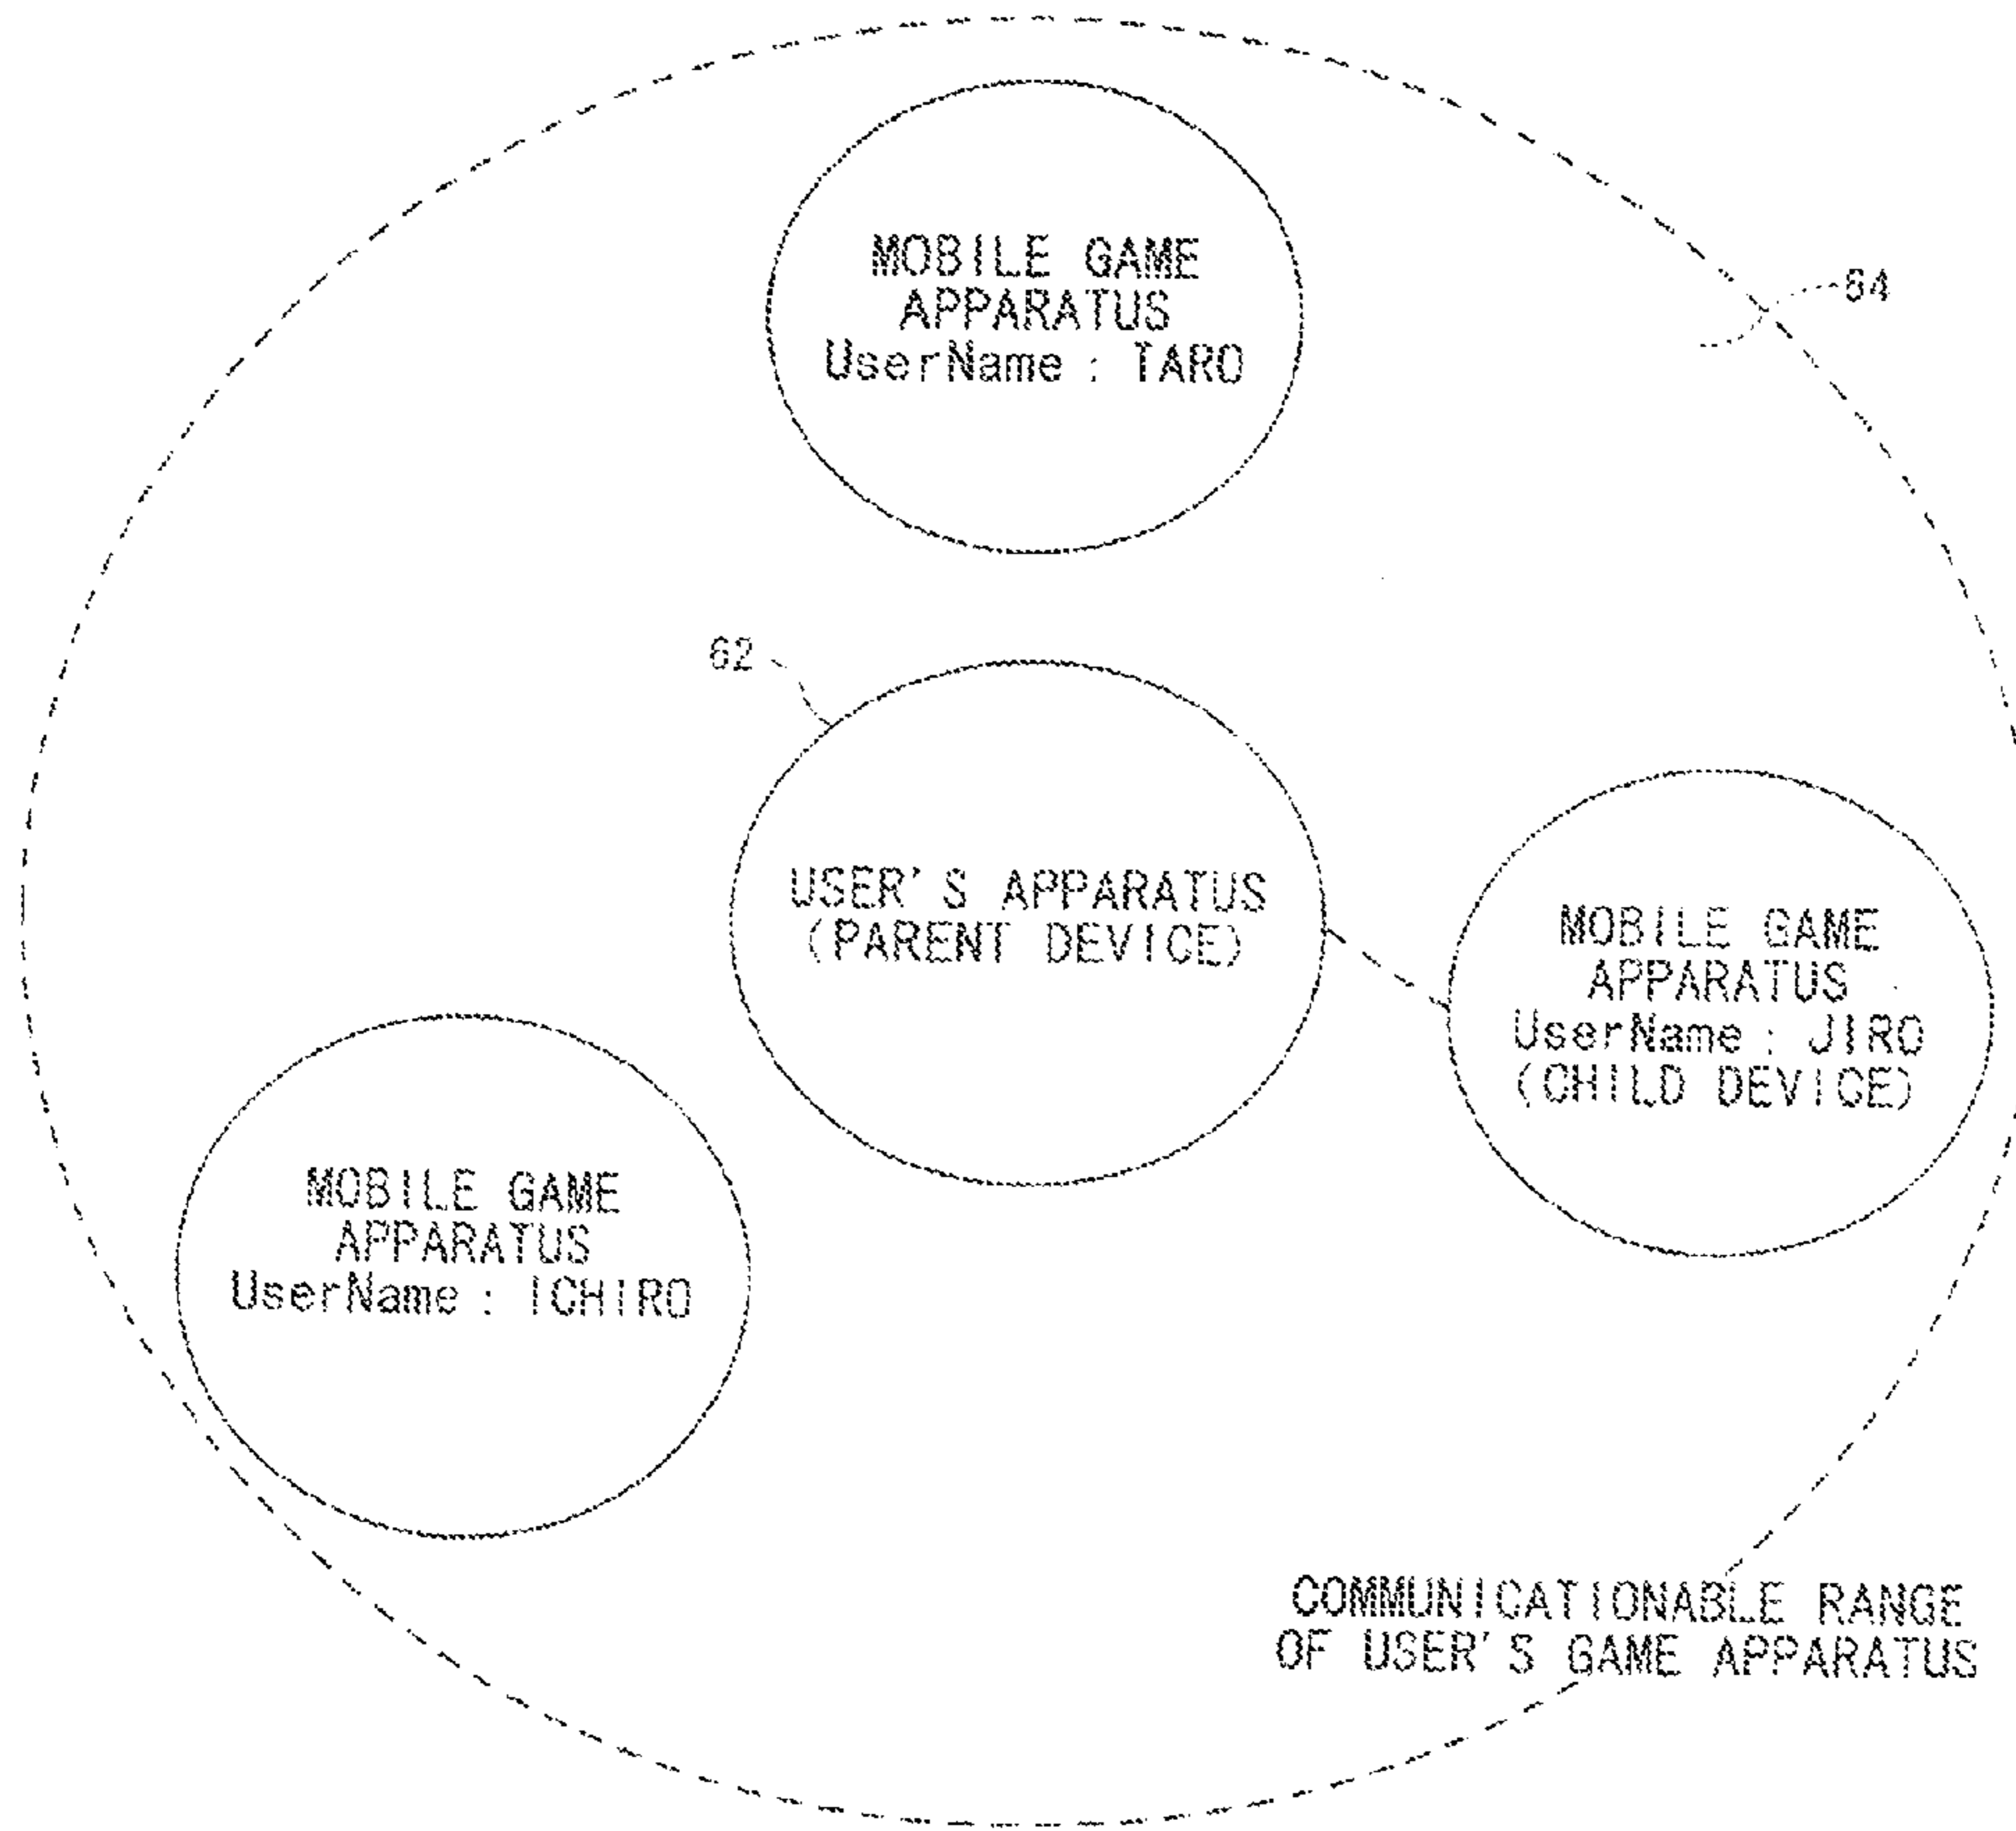 MOBILE GAME
APPARATUS
UserName : TARO
64
62
USER'S APPARATUS
(PARENT DEVICE)
MOBILE GAME
APPARATUS
UserName : JIRO
(CHILD DEVICE)
MOBILE GAME
APPARATUS
UserName : ICHIRO
COMMUNICATIONABLE RANGE
OF USER'S GAME APPARATUS